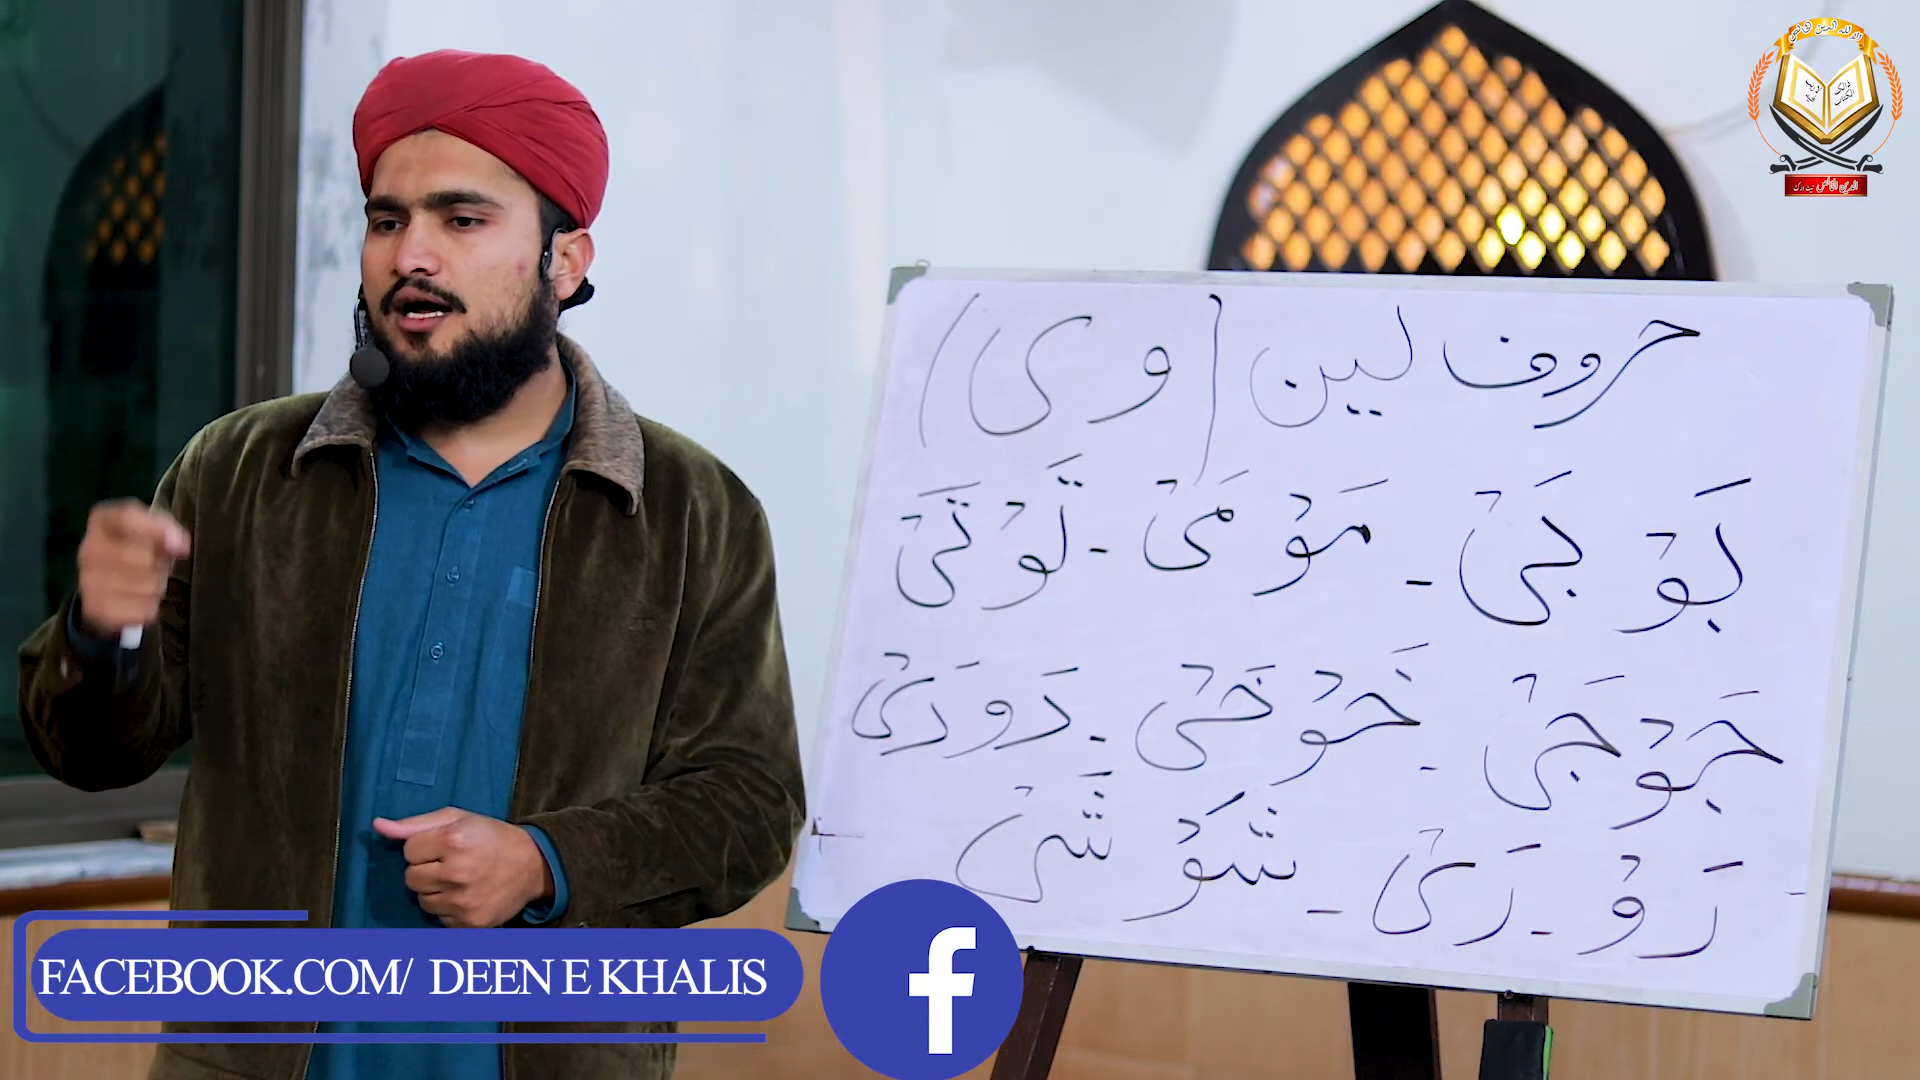 حروف لین (و ی)
بَوْ بَیْ - مَوْ مَیْ - تَوْ تَیْ
جَوْ جَیْ - خَوْ خَیْ - دَو دَیْ
رَوْ - رَیْ - شَوْ شَیْ
FACEBOOK.COM/ DEEN E KHALIS
f